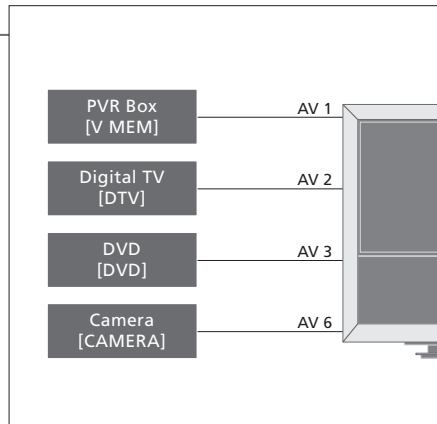 PVR Box
[V MEM]
AV 1
Digital TV
[DTV]
AV 2
DVD
[DVD]
AV 3
Camera
[CAMERA]
AV 6